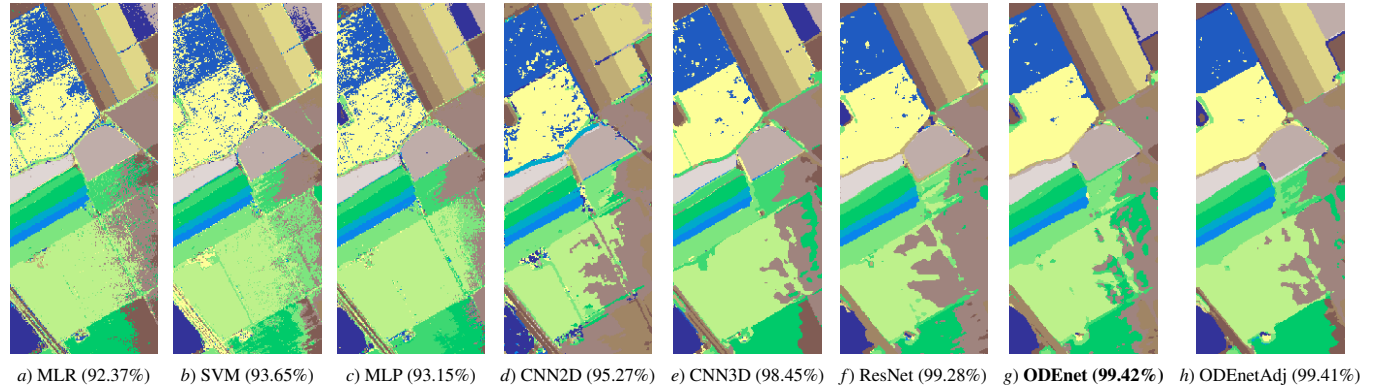 a) MLR (92.37%) b) SVM (93.65%) c) MLP (93.15%) d) CNN2D (95.27%) e) CNN3D (98.45%) f) ResNet (99.28%) g) ODEnet (99.42%) h) ODEnetAdj (99.41%)